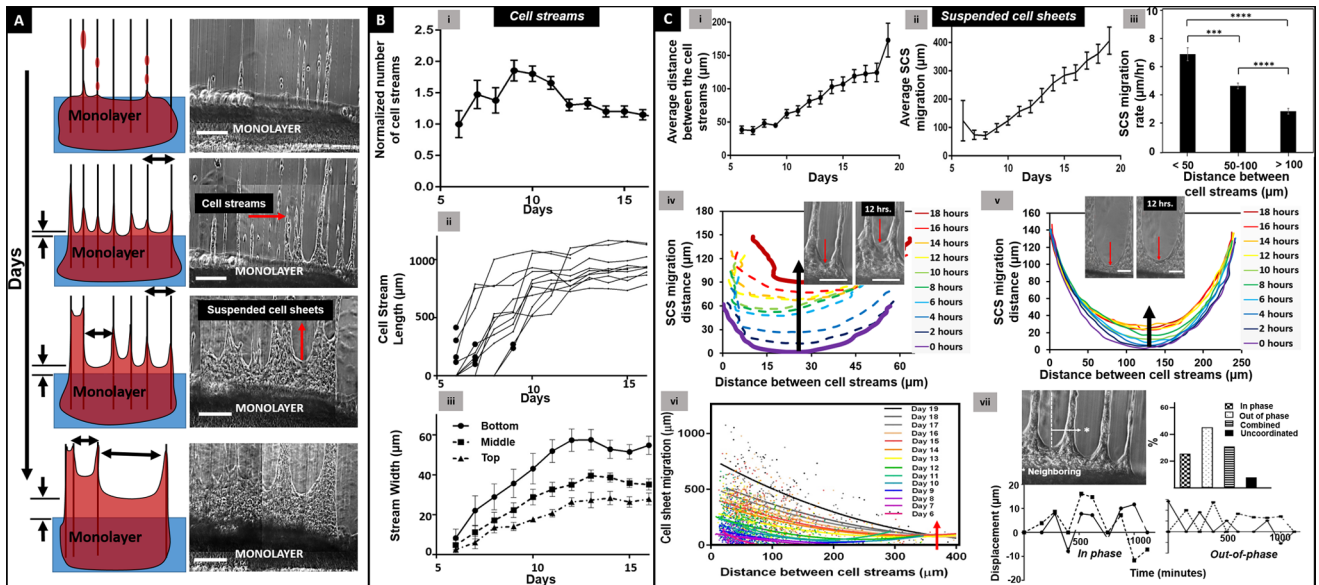 A
Days
Monolayer
MONOLAYER
Monolayer
Cell streams
MONOLAYER
Monolayer
Suspended cell sheets
MONOLAYER
Monolayer
B
Cell streams
i
Normalized number
of cell streams
2.5
2.0
1.5
1.0
0.5
0.0
5
10
15
Days
ii
Cell Stream
Length (µm)
1000
500
0
5
10
15
Days
iii
Stream Width (µm)
60
40
20
0
Bottom
Middle
Top
5
10
15
Days
C
Suspended cell sheets
i
Average distance
between the cell
streams (µm)
200
150
100
50
0
5
10
15
20
Days
ii
Average SCS
migration (µm)
400
300
200
100
0
5
10
15
20
Days
iii
SCS migration
rate (µm/hr)
10
8
6
4
2
0
****
***
****
< 50
50-100
> 100
Distance between
cell streams (µm)
iv
SCS migration
distance (µm)
180
150
120
90
60
30
0
0
15
30
45
60
Distance between cell streams (µm)
12 hrs.
18 hours
16 hours
14 hours
12 hours
10 hours
8 hours
6 hours
4 hours
2 hours
0 hours
v
SCS migration
distance (µm)
160
140
120
100
80
60
40
20
0
0
50
100
150
200
250
Distance between cell streams (µm)
12 hrs.
18 hours
16 hours
14 hours
12 hours
10 hours
8 hours
6 hours
4 hours
2 hours
0 hours
vi
Cell sheet migration (µm)
1000
500
0
0
100
200
300
400
Distance between cell streams (µm)
Day 19
Day 18
Day 17
Day 16
Day 15
Day 14
Day 13
Day 12
Day 11
Day 10
Day 9
Day 8
Day 7
Day 6
vii
*
* Neighboring
In phase
Out of phase
Combined
Uncoordinated
%
60
40
20
0
Displacement (µm)
20
10
0
-10
-20
500
1000
In phase
500
1000
Out-of-phase
Time (minutes)